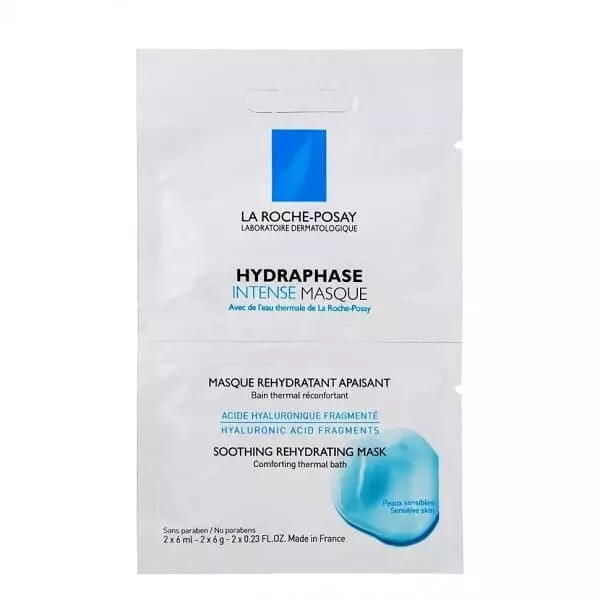 LA ROCHE-POSAY
LABORATOIRE DERMATOLOGIQUE
HYDRAPHASE
INTENSE MASQUE
Avec de l'eau thermale de La Roche-Posay
MASQUE REHYDRATANT APAISANT
Bain thermal réconfortant
ACIDE HYALURONIQUE FRAGMENTÉ
HYALURONIC ACID FRAGMENTS
SOOTHING REHYDRATING MASK
Comforting thermal bath
Peaux sensibles
Sensitive skin
Sans paraben / No parabens
2 x 6 ml - 2 x 6 g - 2 x 0.23 FL.OZ. Made in France